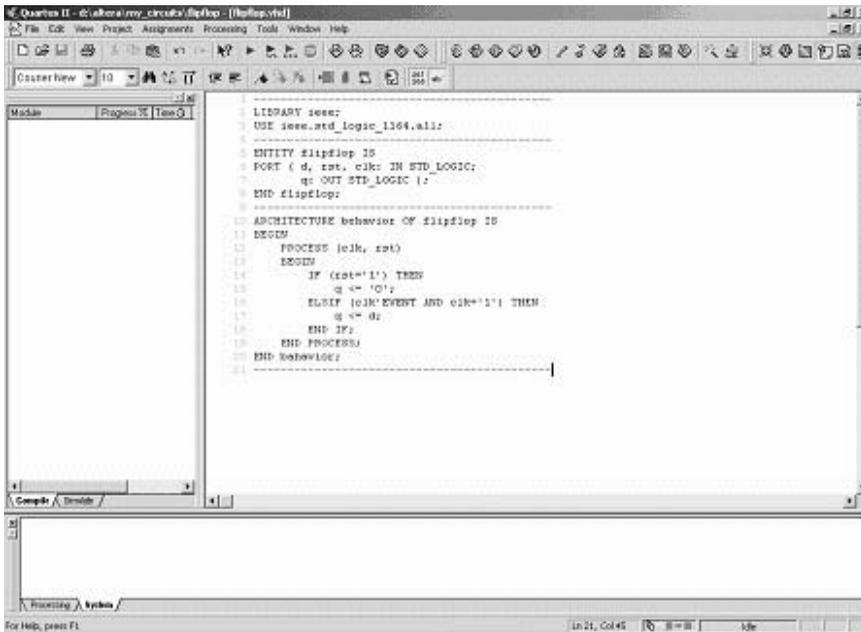 Quartus II - d:\altera\my_circuits\flipflop - [flipflop.vhd]
File Edit View Project Assignments Processing Tools Window Help
Courier New 10
Module Progress % Time
1 --------------------------------------------------
2 LIBRARY ieee;
3 USE ieee.std_logic_1164.all;
4 --------------------------------------------------
5 ENTITY flipflop IS
6 PORT ( d, rst, clk: IN STD_LOGIC;
7 q: OUT STD_LOGIC );
8 END flipflop;
9 --------------------------------------------------
10 ARCHITECTURE behavior OF flipflop IS
11 BEGIN
12 PROCESS (clk, rst)
13 BEGIN
14 IF (rst='1') THEN
15 q <= '0';
16 ELSIF (clk'EVENT AND clk='1') THEN
17 q <= d;
18 END IF;
19 END PROCESS;
20 END behavior;
21 --------------------------------------------------
Compile Simulate
Processing System
For Help, press F1
Ln 21, Col 45 Idle